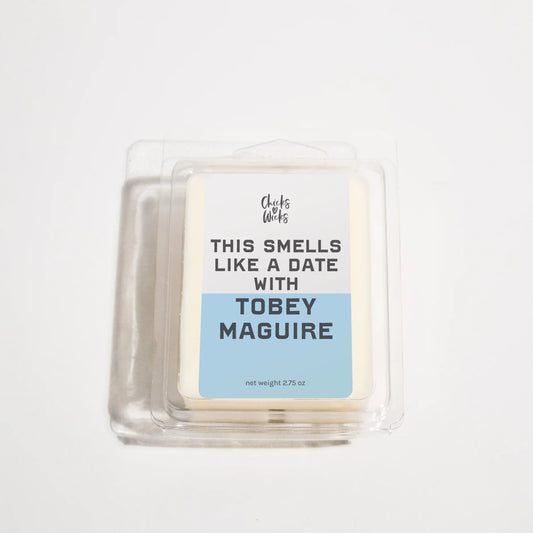 Chicks
Wicks
THIS SMELLS
LIKE A DATE
WITH
TOBEY
MAGUIRE
net weight 2.75 oz